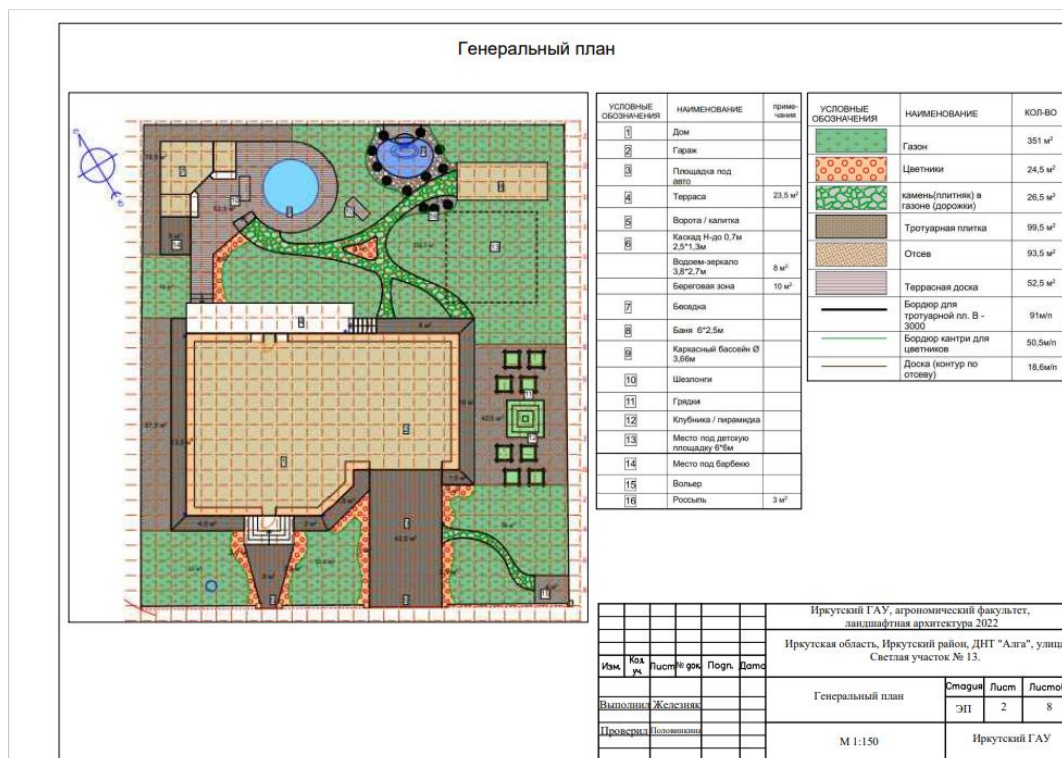 Генеральный план
УСЛОВНЫЕ ОБОЗНАЧЕНИЯ НАИМЕНОВАНИЕ приме-чания
1 Дом
2 Гараж
3 Площадка под авто
4 Терраса 23,5 м²
5 Ворота / калитка
6 Каскад Н-до 0,7м 2,5*1,3м
Водоем-зеркало 3,8*2,7м 8 м²
Береговая зона 10 м²
7 Беседка
8 Баня 6*2,5м
9 Каркасный бассейн Ø 3,66м
10 Шезлонги
11 Грядки
12 Клубника / пирамидка
13 Место под детскую площадку 6*6м
14 Место под барбекю
15 Вольер
16 Россыпь 3 м²
УСЛОВНЫЕ ОБОЗНАЧЕНИЯ НАИМЕНОВАНИЕ КОЛ-ВО
Газон 351 м²
Цветники 24,5 м²
камень(плитняк) в газоне (дорожки) 26,5 м²
Тротуарная плитка 99,5 м²
Отсев 93,5 м²
Террасная доска 52,5 м²
Бордюр для тротуарной пл. В - 3000 91м/п
Бордюр кантри для цветников 50,5м/п
Доска (контур по отсеву) 18,6м/п
Иркутский ГАУ, агрономический факультет,
ландшафтная архитектура 2022
Иркутская область, Иркутский район, ДНТ "Алга", улица
Светлая участок № 13.
Изм. Кол. уч. Лист № док. Подп. Дата
Генеральный план
Стадия Лист Листов
ЭП 2 8
Выполнил Железняк
Проверил Половинкина
М 1:150
Иркутский ГАУ